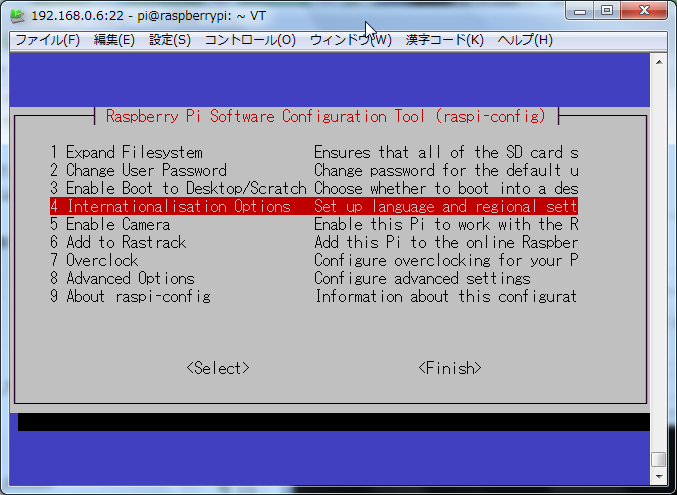 192.168.0.6:22 - pi@raspberrypi: ~ VT
ファイル(F) 編集(E) 設定(S) コントロール(O) ウィンドウ(W) 漢字コード(K) ヘルプ(H)
Raspberry Pi Software Configuration Tool (raspi-config)
1 Expand Filesystem Ensures that all of the SD card s
2 Change User Password Change password for the default u
3 Enable Boot to Desktop/Scratch Choose whether to boot into a des
4 Internationalisation Options Set up language and regional sett
5 Enable Camera Enable this Pi to work with the R
6 Add to Rastrack Add this Pi to the online Raspber
7 Overclock Configure overclocking for your P
8 Advanced Options Configure advanced settings
9 About raspi-config Information about this configurat
<Select> <Finish>